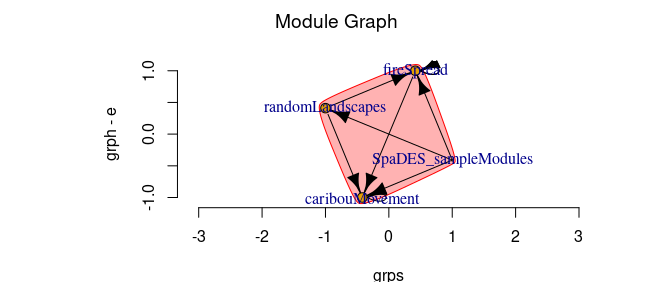 Module Graph
grph - e
1.0
0.0
-1.0
fireSpread
randomLandscapes
SpaDES_sampleModules
caribouMovement
-3 -2 -1 0 1 2 3
grps